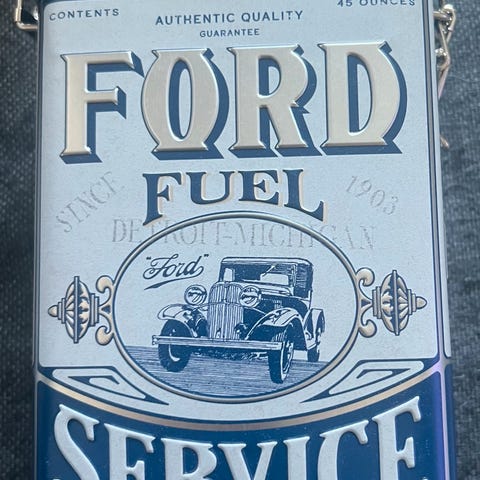 CONTENTS
AUTHENTIC QUALITY
45 OUNCES
GUARANTEE
FORD
FUEL
SINCE 1903
DETROIT-MICHIGAN
"Ford"
SERVICE